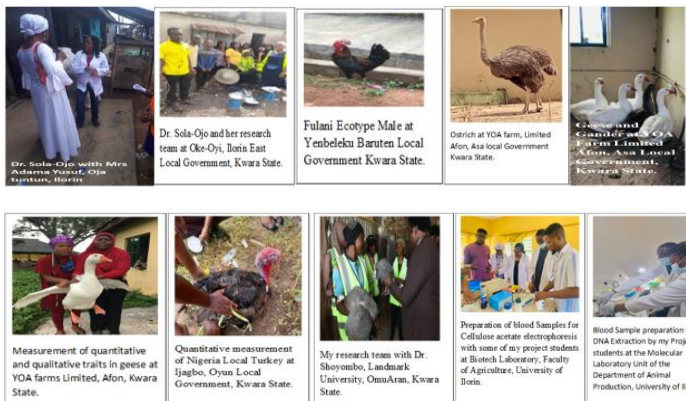 Dr. Sola-Ojo with Mrs
Adama Yusuf, Oja
tuntun, Ilorin
Dr. Sola-Ojo and her research
team at Oke-Oyi, Ilorin East
Local Government, Kwara State.
Fulani Ecotype Male at
Yenbeleku Baruten Local
Government Kwara State.
Ostrich at YOA farm, Limited
Afon, Asa local Government
Kwara State.
Geese and
Gander at YOA
Farm Limited
Afon, Asa Local
Government,
Kwara State.
Measurement of quantitative
and qualitative traits in geese at
YOA farms Limited, Afon, Kwara
State.
Quantitative measurement
of Nigeria Local Turkey at
Ijagbo, Oyun Local
Government, Kwara State.
My research team with Dr.
Shoyombo, Landmark
University, OmuAran, Kwara
State.
Preparation of blood Samples for
Cellulose acetate electrophoresis
with some of my project students
at Biotech Laboratory, Faculty
of Agriculture, University of
Ilorin.
Blood Sample preparation
DNA Extraction by my Proje
students at the Molecular
Laboratory Unit of the
Department of Animal
Production, University of Il